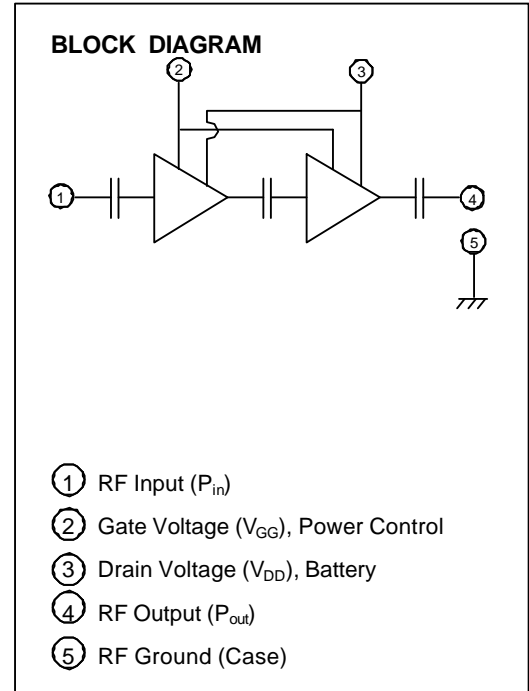 BLOCK DIAGRAM
2 3
1 4
5
1 RF Input (Pin)
2 Gate Voltage (VGG), Power Control
3 Drain Voltage (VDD), Battery
4 RF Output (Pout)
5 RF Ground (Case)